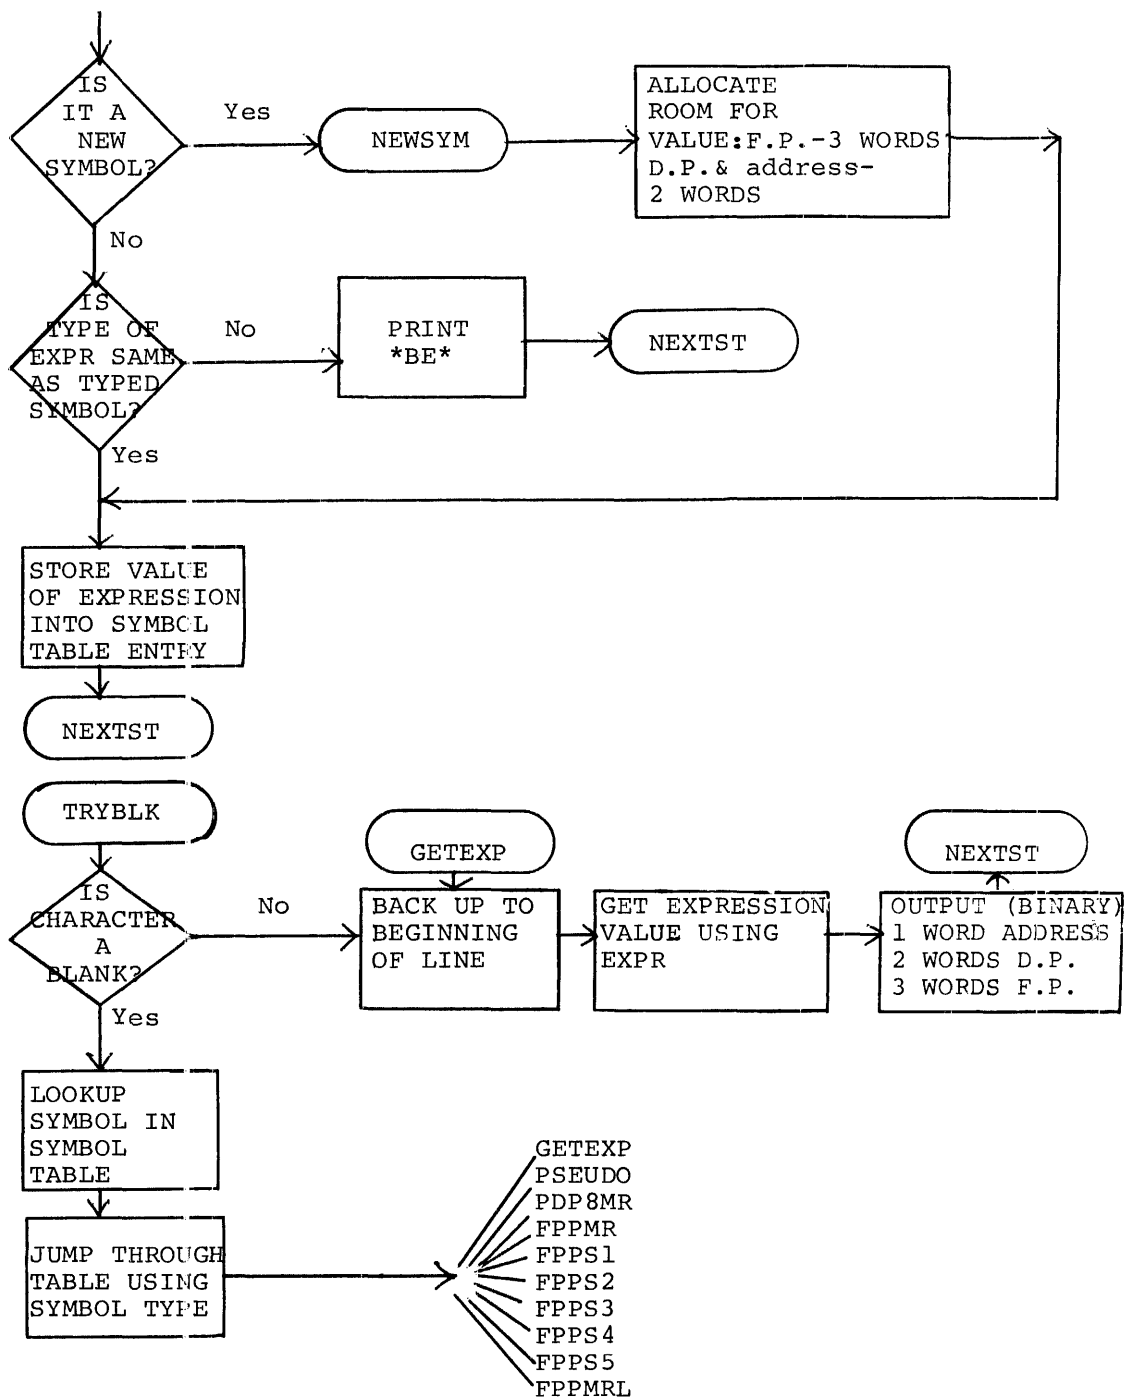 IS
IT A
NEW
SYMBOL?
Yes
NEWSYM
ALLOCATE
ROOM FOR
VALUE:F.P.-3 WORDS
D.P.& address-
2 WORDS
No
IS
TYPE OF
EXPR SAME
AS TYPED
SYMBOL?
No
PRINT
*BE*
NEXTST
Yes
STORE VALUE
OF EXPRESSION
INTO SYMBOL
TABLE ENTRY
NEXTST
TRYBLK
IS
CHARACTER
A
BLANK?
No
GETEXP
BACK UP TO
BEGINNING
OF LINE
GET EXPRESSION
VALUE USING
EXPR
NEXTST
OUTPUT (BINARY)
1 WORD ADDRESS
2 WORDS D.P.
3 WORDS F.P.
Yes
LOOKUP
SYMBOL IN
SYMBOL
TABLE
JUMP THROUGH
TABLE USING
SYMBOL TYPE
GETEXP
PSEUDO
PDP8MR
FPPMR
FPPS1
FPPS2
FPPS3
FPPS4
FPPS5
FPPMRL